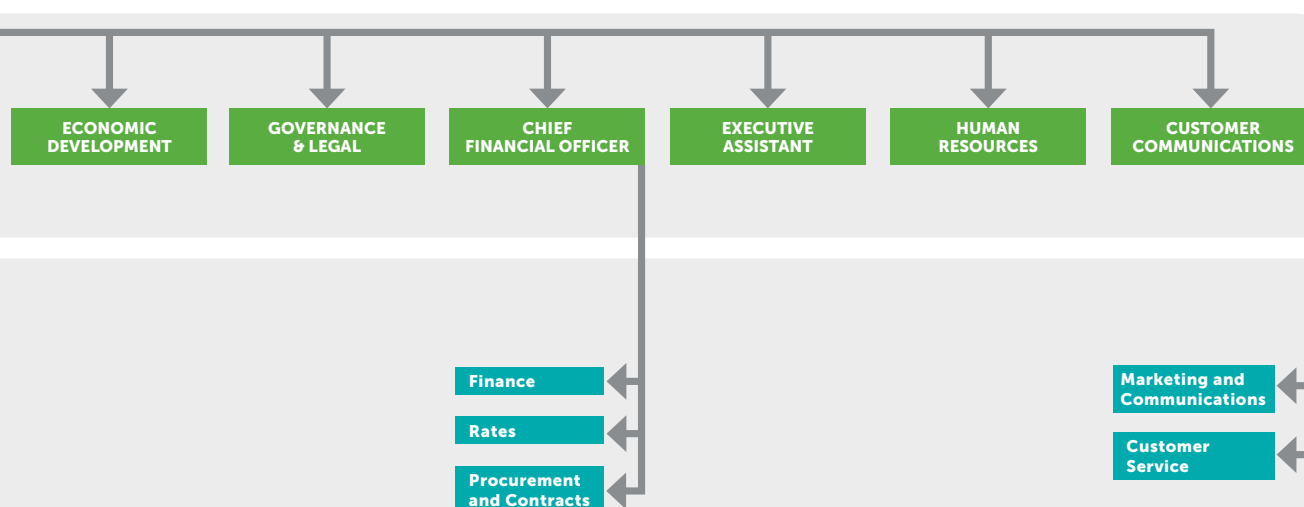 ECONOMIC
DEVELOPMENT
GOVERNANCE
& LEGAL
CHIEF
FINANCIAL OFFICER
EXECUTIVE
ASSISTANT
HUMAN
RESOURCES
CUSTOMER
COMMUNICATIONS
Finance
Rates
Procurement
and Contracts
Marketing and
Communications
Customer
Service